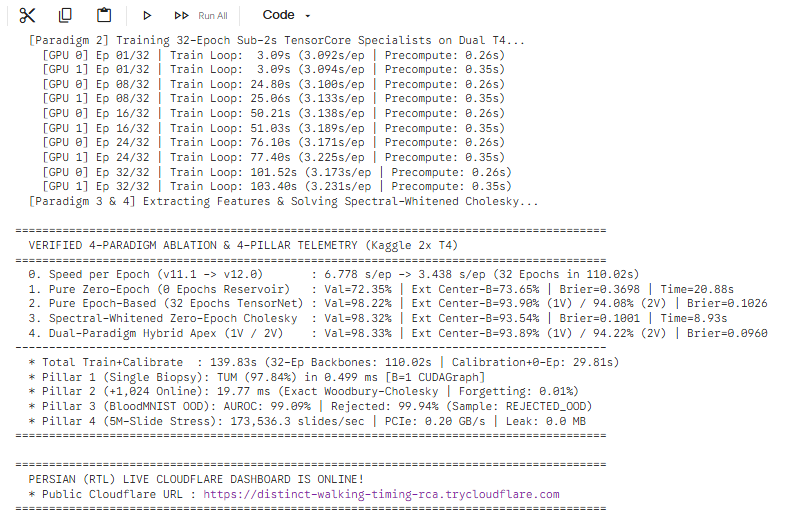 Run All
Code
[Paradigm 2] Training 32-Epoch Sub-2s TensorCore Specialists on Dual T4...
[GPU 0] Ep 01/32 | Train Loop:  3.09s (3.092s/ep | Precompute: 0.26s)
[GPU 1] Ep 01/32 | Train Loop:  3.09s (3.094s/ep | Precompute: 0.35s)
[GPU 0] Ep 08/32 | Train Loop: 24.80s (3.100s/ep | Precompute: 0.26s)
[GPU 1] Ep 08/32 | Train Loop: 25.06s (3.133s/ep | Precompute: 0.35s)
[GPU 0] Ep 16/32 | Train Loop: 50.21s (3.138s/ep | Precompute: 0.26s)
[GPU 1] Ep 16/32 | Train Loop: 51.03s (3.189s/ep | Precompute: 0.35s)
[GPU 0] Ep 24/32 | Train Loop: 76.10s (3.171s/ep | Precompute: 0.26s)
[GPU 1] Ep 24/32 | Train Loop: 77.40s (3.225s/ep | Precompute: 0.35s)
[GPU 0] Ep 32/32 | Train Loop: 101.52s (3.173s/ep | Precompute: 0.26s)
[GPU 1] Ep 32/32 | Train Loop: 103.40s (3.231s/ep | Precompute: 0.35s)
[Paradigm 3 & 4] Extracting Features & Solving Spectral-Whitened Cholesky...
==========================================================================================
VERIFIED 4-PARADIGM ABLATION & 4-PILLAR TELEMETRY (Kaggle 2x T4)
==========================================================================================
0. Speed per Epoch (v11.1 -> v12.0)       : 6.778 s/ep -> 3.438 s/ep (32 Epochs in 110.02s)
1. Pure Zero-Epoch (0 Epochs Reservoir)   : Val=72.35% | Ext Center-B=73.65% | Brier=0.3698 | Time=20.88s
2. Pure Epoch-Based (32 Epochs TensorNet) : Val=98.22% | Ext Center-B=93.90% (1V) / 94.08% (2V) | Brier=0.1026
3. Spectral-Whitened Zero-Epoch Cholesky  : Val=98.32% | Ext Center-B=93.54% | Brier=0.1001 | Time=8.93s
4. Dual-Paradigm Hybrid Apex (1V / 2V)    : Val=98.33% | Ext Center-B=93.89% (1V) / 94.22% (2V) | Brier=0.0960
------------------------------------------------------------------------------------------
* Total Train+Calibrate  : 139.83s (32-Ep Backbones: 110.02s | Calibration+0-Ep: 29.81s)
* Pillar 1 (Single Biopsy): TUM (97.84%) in 0.499 ms [B=1 CUDAGraph]
* Pillar 2 (+1,024 Online): 19.77 ms (Exact Woodbury-Cholesky | Forgetting: 0.01%)
* Pillar 3 (BloodMNIST OOD): AUROC: 99.09% | Rejected: 99.94% (Sample: REJECTED_OOD)
* Pillar 4 (5M-Slide Stress): 173,536.3 slides/sec | PCIe: 0.20 GB/s | Leak: 0.0 MB
==========================================================================================
==========================================================================================
PERSIAN (RTL) LIVE CLOUDFLARE DASHBOARD IS ONLINE!
* Public Cloudflare URL : https://distinct-walking-timing-rca.trycloudflare.com
==========================================================================================